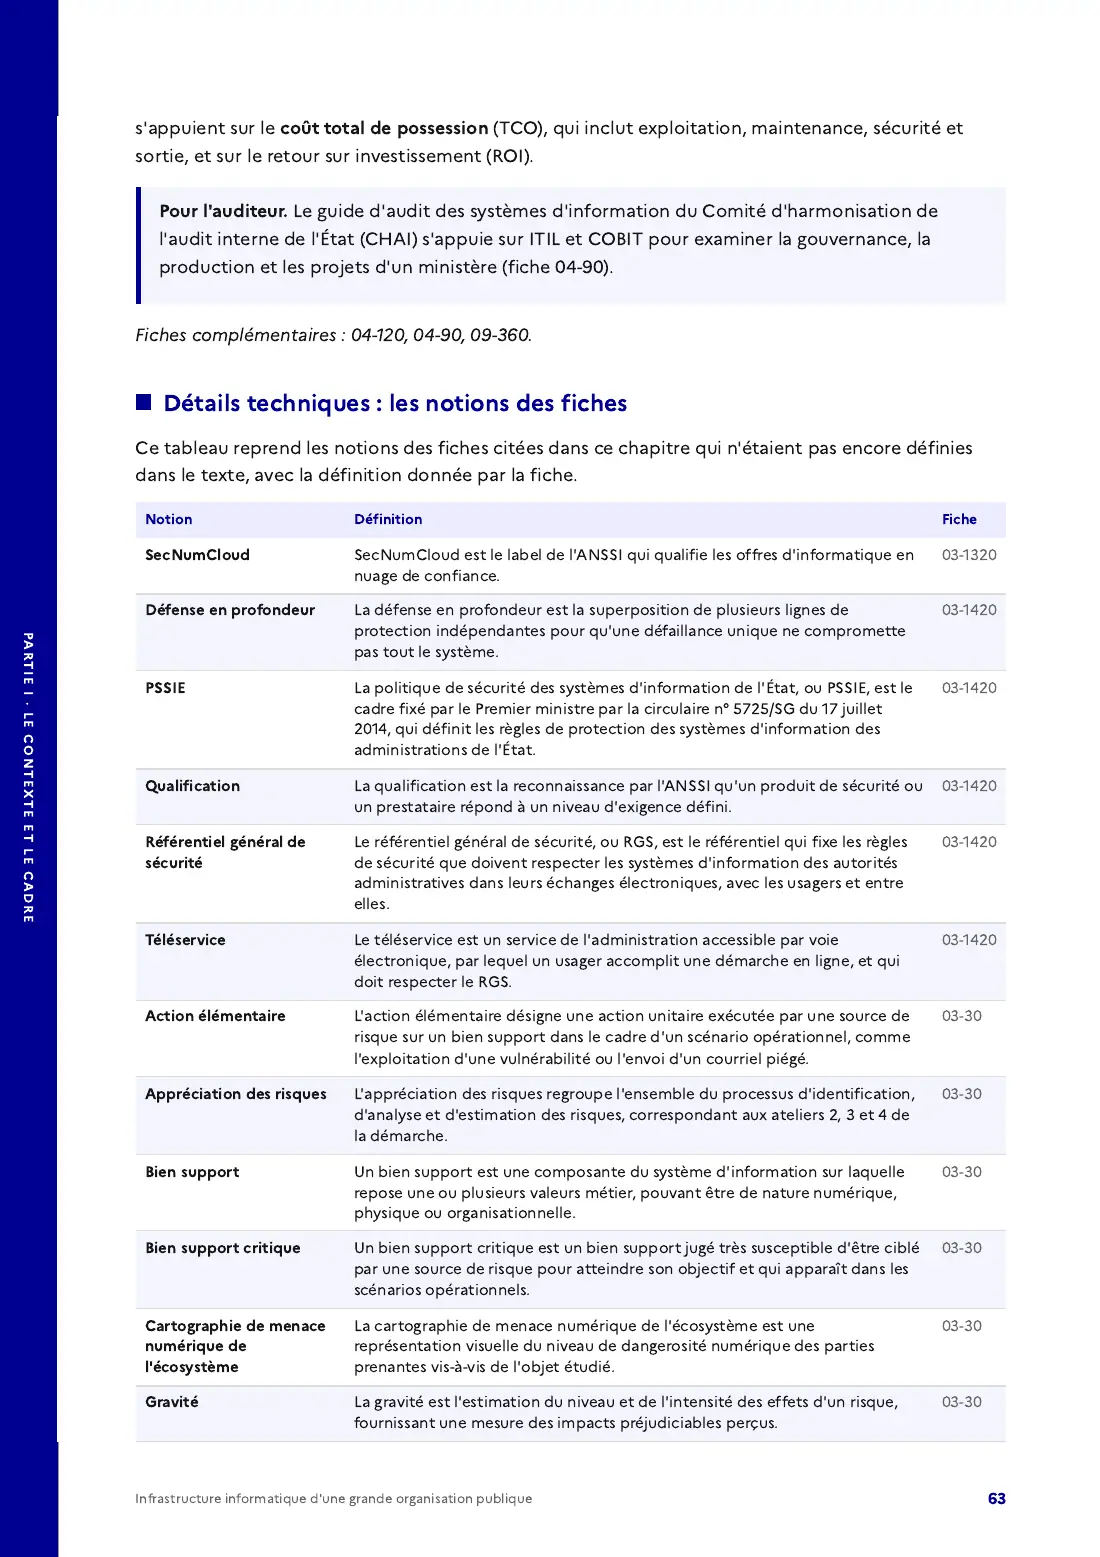 s'appuient sur le coût total de possession (TCO), qui inclut exploitation, maintenance, sécurité et
sortie, et sur le retour sur investissement (ROI).
Pour l'auditeur. Le guide d'audit des systèmes d'information du Comité d'harmonisation de
l'audit interne de l'État (CHAI) s'appuie sur ITIL et COBIT pour examiner la gouvernance, la
production et les projets d'un ministère (fiche 04-90).
Fiches complémentaires : 04-120, 04-90, 09-360.
Détails techniques : les notions des fiches
Ce tableau reprend les notions des fiches citées dans ce chapitre qui n'étaient pas encore définies
dans le texte, avec la définition donnée par la fiche.
Notion Définition Fiche
SecNumCloud SecNumCloud est le label de l'ANSSI qui qualifie les offres d'informatique en 03-1320
nuage de confiance.
Défense en profondeur La défense en profondeur est la superposition de plusieurs lignes de 03-1420
protection indépendantes pour qu'une défaillance unique ne compromette
pas tout le système.
PSSIE La politique de sécurité des systèmes d'information de l'État, ou PSSIE, est le 03-1420
cadre fixé par le Premier ministre par la circulaire n° 5725/SG du 17 juillet
2014, qui définit les règles de protection des systèmes d'information des
administrations de l'État.
Qualification La qualification est la reconnaissance par l'ANSSI qu'un produit de sécurité ou 03-1420
un prestataire répond à un niveau d'exigence défini.
Référentiel général de Le référentiel général de sécurité, ou RGS, est le référentiel qui fixe les règles 03-1420
sécurité de sécurité que doivent respecter les systèmes d'information des autorités
administratives dans leurs échanges électroniques, avec les usagers et entre
elles.
Téléservice Le téléservice est un service de l'administration accessible par voie 03-1420
électronique, par lequel un usager accomplit une démarche en ligne, et qui
doit respecter le RGS.
Action élémentaire L'action élémentaire désigne une action unitaire exécutée par une source de 03-30
risque sur un bien support dans le cadre d'un scénario opérationnel, comme
l'exploitation d'une vulnérabilité ou l'envoi d'un courriel piégé.
Appréciation des risques L'appréciation des risques regroupe l'ensemble du processus d'identification, 03-30
d'analyse et d'estimation des risques, correspondant aux ateliers 2, 3 et 4 de
la démarche.
Bien support Un bien support est une composante du système d'information sur laquelle 03-30
repose une ou plusieurs valeurs métier, pouvant être de nature numérique,
physique ou organisationnelle.
Bien support critique Un bien support critique est un bien support jugé très susceptible d'être ciblé 03-30
par une source de risque pour atteindre son objectif et qui apparaît dans les
scénarios opérationnels.
Cartographie de menace La cartographie de menace numérique de l'écosystème est une 03-30
numérique de représentation visuelle du niveau de dangerosité numérique des parties
l'écosystème prenantes vis-à-vis de l'objet étudié.
Gravité La gravité est l'estimation du niveau et de l'intensité des effets d'un risque, 03-30
fournissant une mesure des impacts préjudiciables perçus.
Infrastructure informatique d'une grande organisation publique 63
PARTIE I · LE CONTEXTE ET LE CADRE